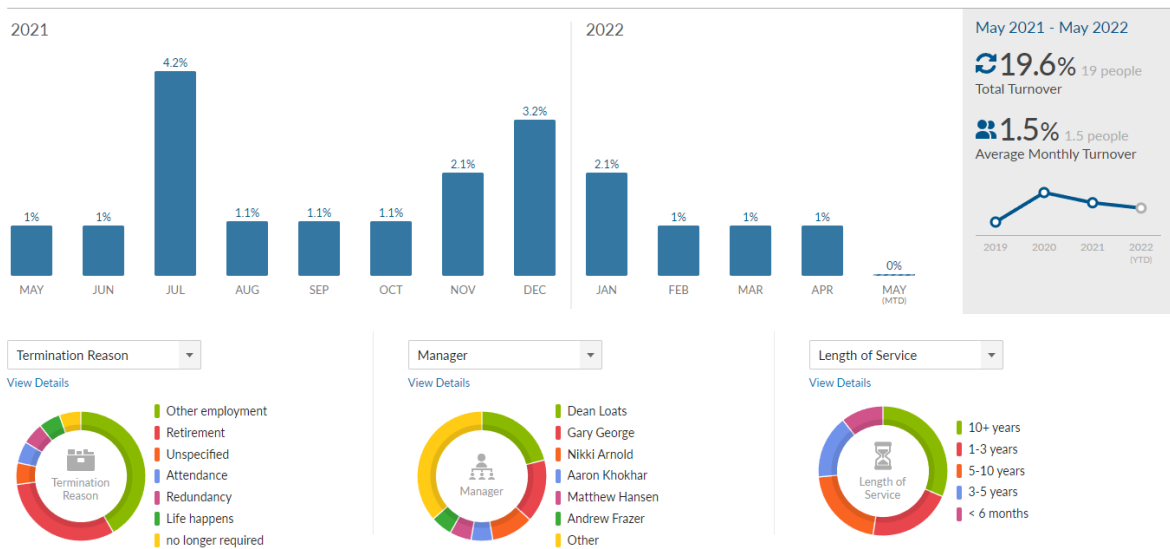 2021
2022
4.2%
3.2%
2.1%
2.1%
1%
1%
1.1%
1.1%
1.1%
1%
1%
1%
0%
MAY
JUN
JUL
AUG
SEP
OCT
NOV
DEC
JAN
FEB
MAR
APR
MAY
(MTD)
May 2021 - May 2022
19.6% 19 people
Total Turnover
1.5% 1.5 people
Average Monthly Turnover
2019
2020
2021
2022
(YTD)
Termination Reason
View Details
Termination
Reason
Other employment
Retirement
Unspecified
Attendance
Redundancy
Life happens
no longer required
Manager
View Details
Manager
Dean Loats
Gary George
Nikki Arnold
Aaron Khokhar
Matthew Hansen
Andrew Frazer
Other
Length of Service
View Details
Length of
Service
10+ years
1-3 years
5-10 years
3-5 years
< 6 months